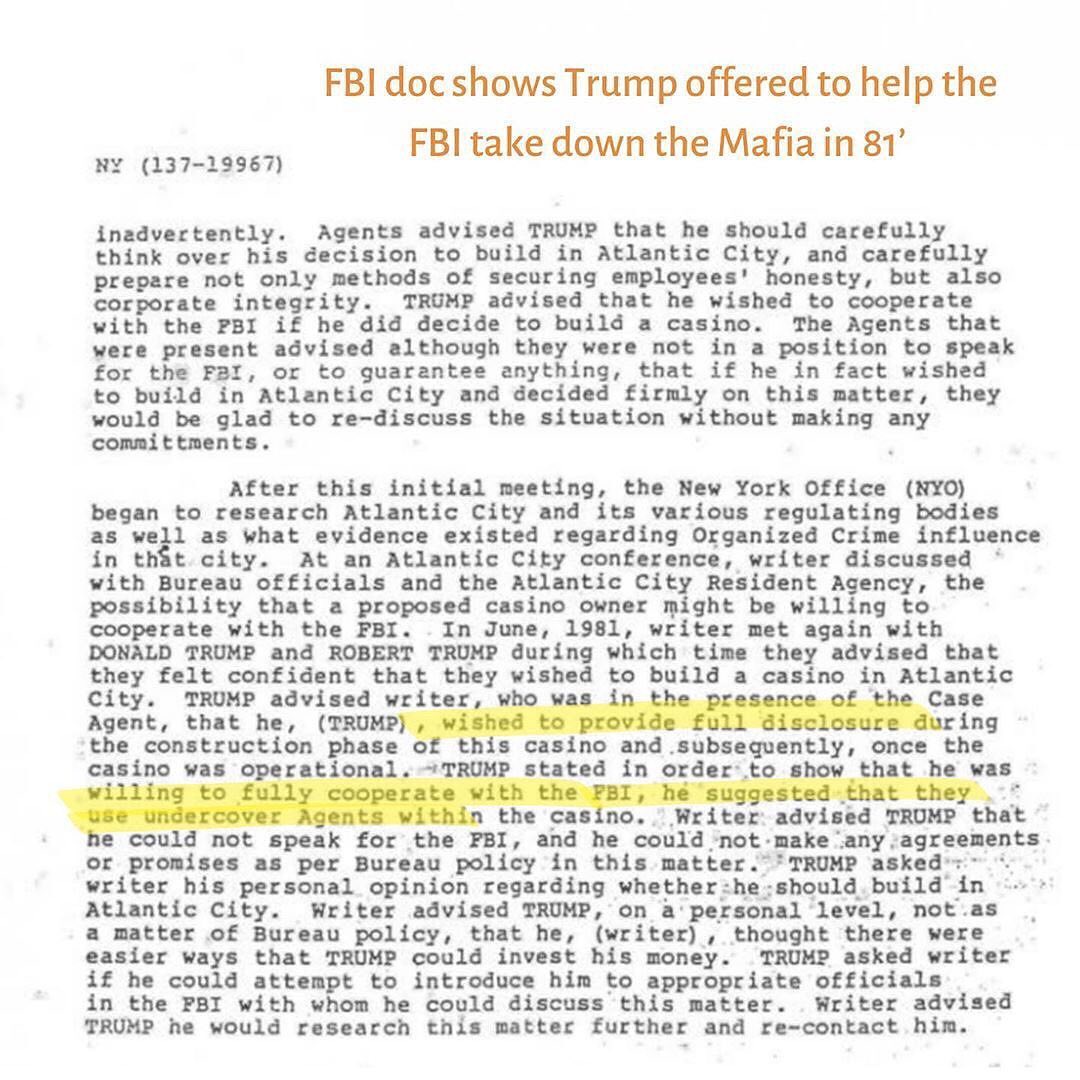 FBI doc shows Trump offered to help the
FBI take down the Mafia in 81’
NY (137-19967)
inadvertently. Agents advised TRUMP that he should carefully
think over his decision to build in Atlantic City, and carefully
prepare not only methods of securing employees' honesty, but also
corporate integrity. TRUMP advised that he wished to cooperate
with the FBI if he did decide to build a casino. The Agents that
were present advised although they were not in a position to speak
for the FBI, or to guarantee anything, that if he in fact wished
to build in Atlantic City and decided firmly on this matter, they
would be glad to re-discuss the situation without making any
committments.
After this initial meeting, the New York Office (NYO)
began to research Atlantic City and its various regulating bodies
as well as what evidence existed regarding Organized Crime influence
in that city. At an Atlantic City conference, writer discussed
with Bureau officials and the Atlantic City Resident Agency, the
possibility that a proposed casino owner might be willing to
cooperate with the FBI. In June, 1981, writer met again with
DONALD TRUMP and ROBERT TRUMP during which time they advised that
they felt confident that they wished to build a casino in Atlantic
City. TRUMP advised writer, who was in the presence of the Case
Agent, that he, (TRUMP), wished to provide full disclosure during
the construction phase of this casino and subsequently, once the
casino was operational. TRUMP stated in order to show that he was
willing to fully cooperate with the FBI, he suggested that they
use undercover Agents within the casino. Writer advised TRUMP that
he could not speak for the FBI, and he could not make any agreements
or promises as per Bureau policy in this matter. TRUMP asked
writer his personal opinion regarding whether he should build in
Atlantic City. Writer advised TRUMP, on a personal level, not as
a matter of Bureau policy, that he, (writer), thought there were
easier ways that TRUMP could invest his money. TRUMP asked writer
if he could attempt to introduce him to appropriate officials
in the FBI with whom he could discuss this matter. Writer advised
TRUMP he would research this matter further and re-contact him.